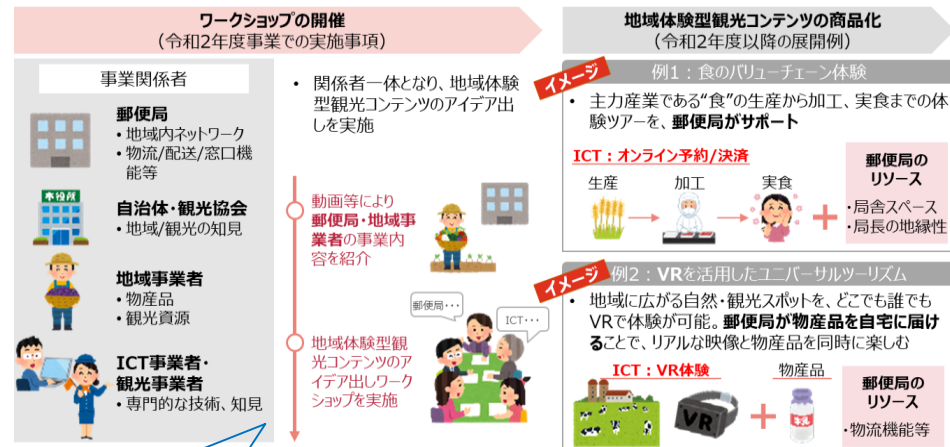 ワークショップの開催
(令和2年度事業での実施事項)
事業関係者
郵便局
• 地域内ネットワーク
• 物流/配送/窓口機
能等
市役所
自治体・観光協会
• 地域/観光の知見
地域事業者
• 物産品
• 観光資源
ICT事業者・
観光事業者
• 専門的な技術、知見
• 関係者一体となり、地域体験
型観光コンテンツのアイデア出
しを実施
動画等により
郵便局・地域事
業者の事業内
容を紹介
郵便局・・・
ICT・・・
地域体験型観
光コンテンツのア
イデア出しワーク
ショップを実施
地域体験型観光コンテンツの商品化
(令和2年度以降の展開例)
イメージ
例1:食のバリューチェーン体験
• 主力産業である“食”の生産から加工、実食までの体
験ツアーを、郵便局がサポート
ICT:オンライン予約/決済
生産
加工
実食
郵便局の
リソース
・局舎スペース
・局長の地縁性
イメージ
例2:VRを活用したユニバーサルツーリズム
• 地域に広がる自然・観光スポットを、どこでも誰でも
VRで体験が可能。郵便局が物産品を自宅に届け
ることで、リアルな映像と物産品を同時に楽しむ
ICT:VR体験
物産品
VR
郵便局の
リソース
・物流機能等